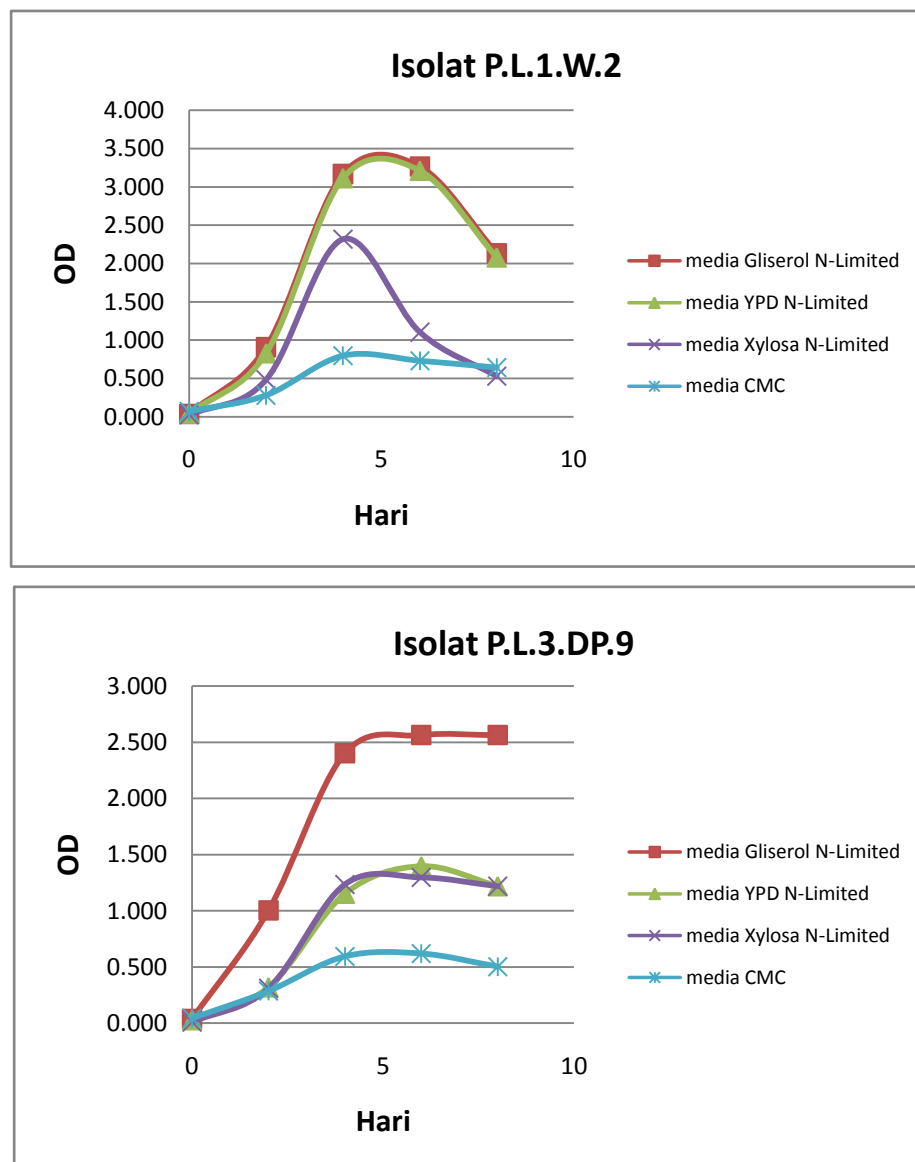 Isolat P.L.1.W.2
4.000
3.500
3.000
2.500
2.000
1.500
1.000
0.500
0.000
OD
0 5 10
Hari
media Gliserol N-Limited
media YPD N-Limited
media Xylosa N-Limited
media CMC
Isolat P.L.3.DP.9
3.000
2.500
2.000
1.500
1.000
0.500
0.000
OD
0 5 10
Hari
media Gliserol N-Limited
media YPD N-Limited
media Xylosa N-Limited
media CMC